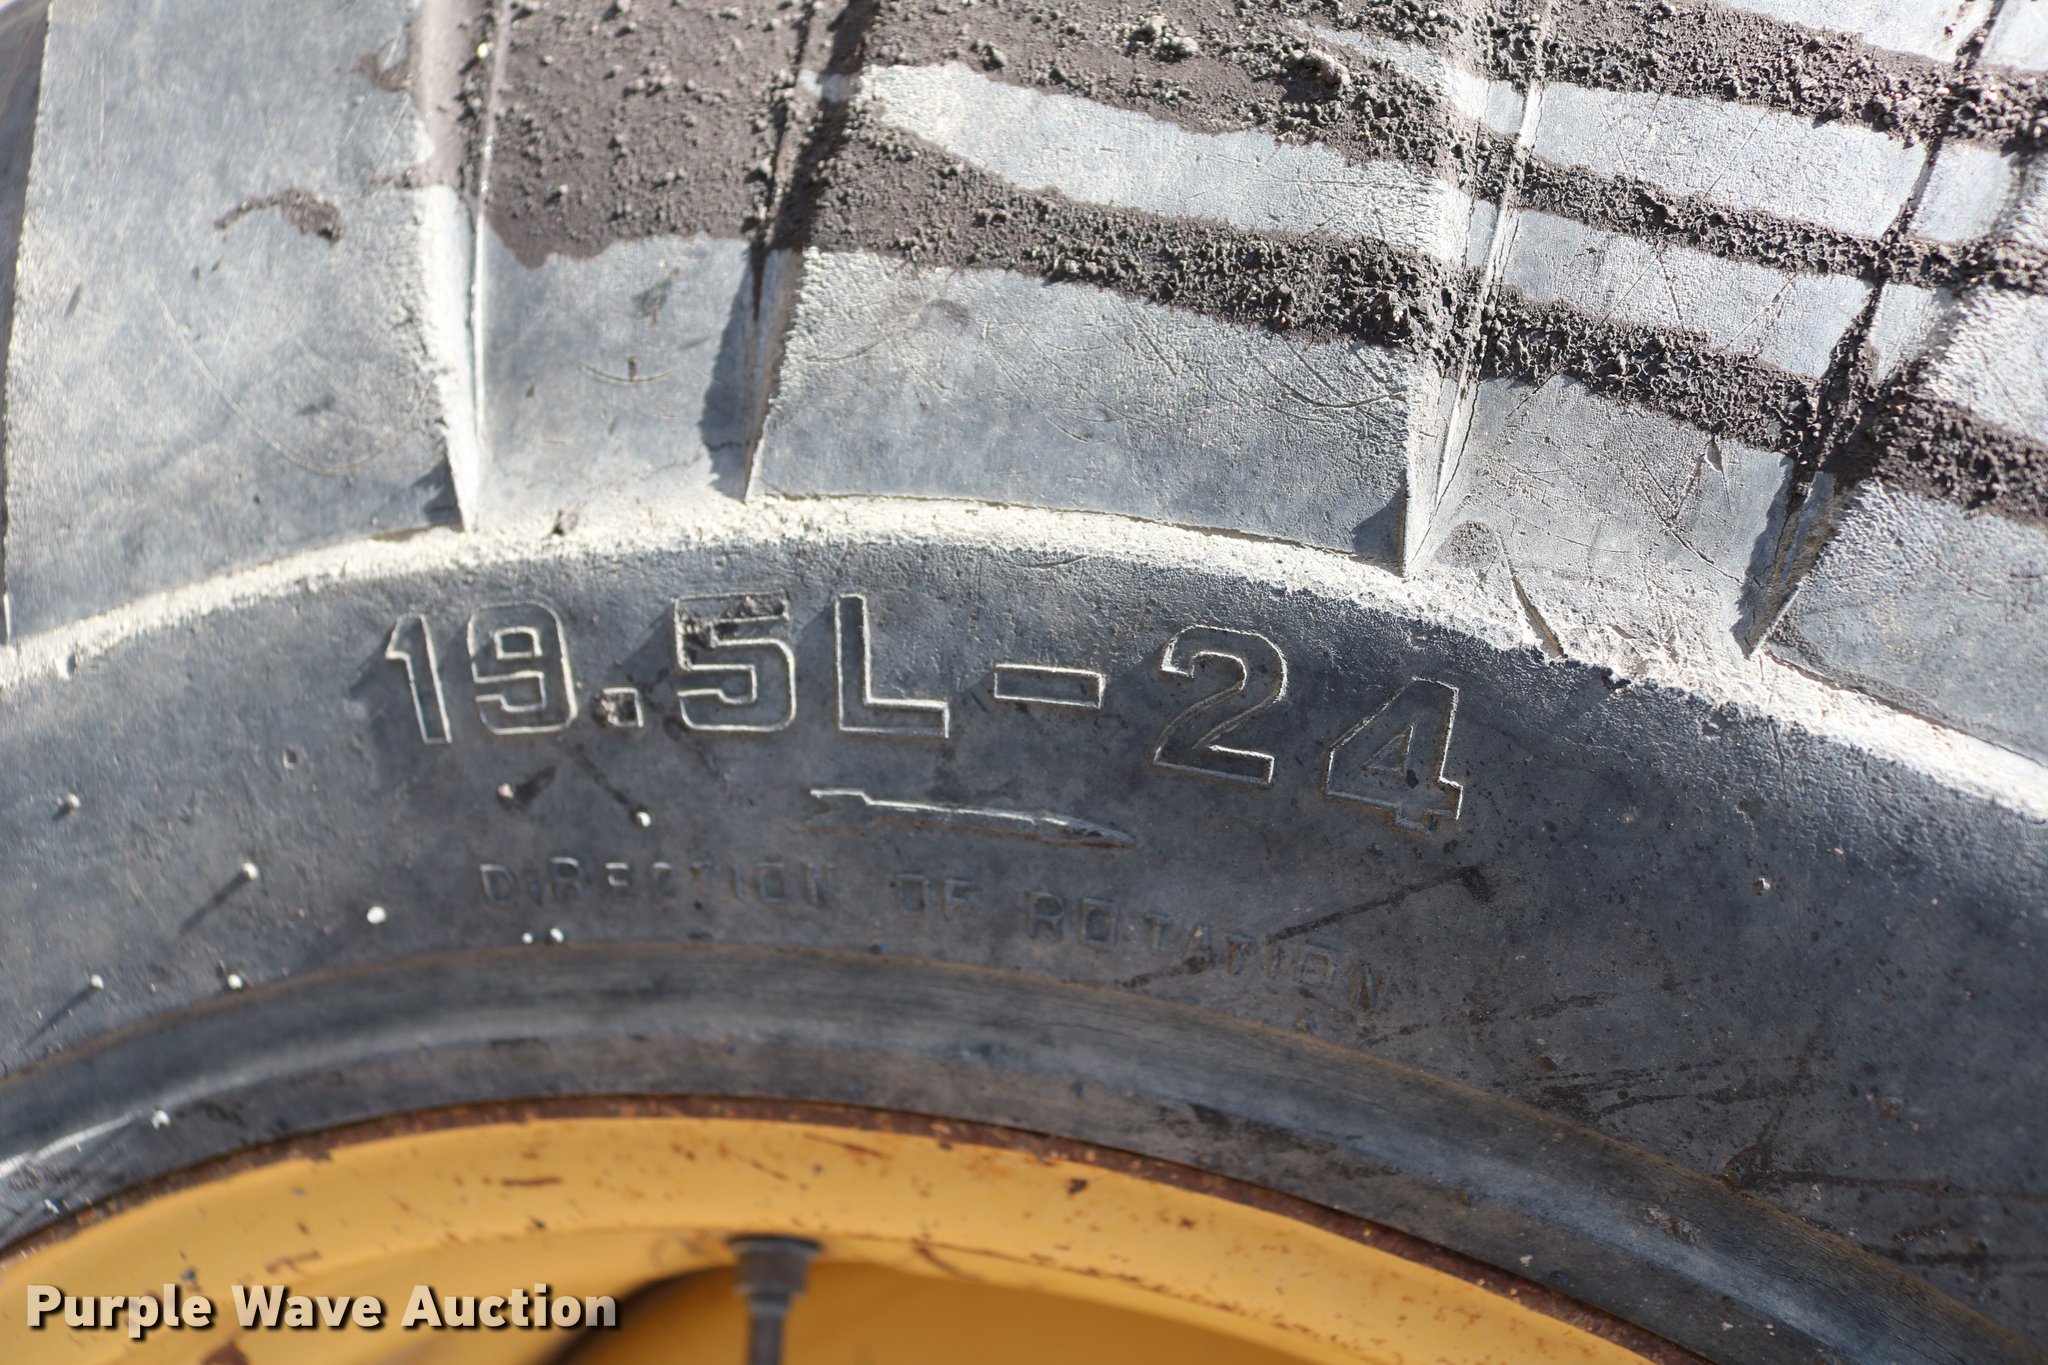 19.5L-24
DIRECTION OF ROTATION
Purple Wave Auction